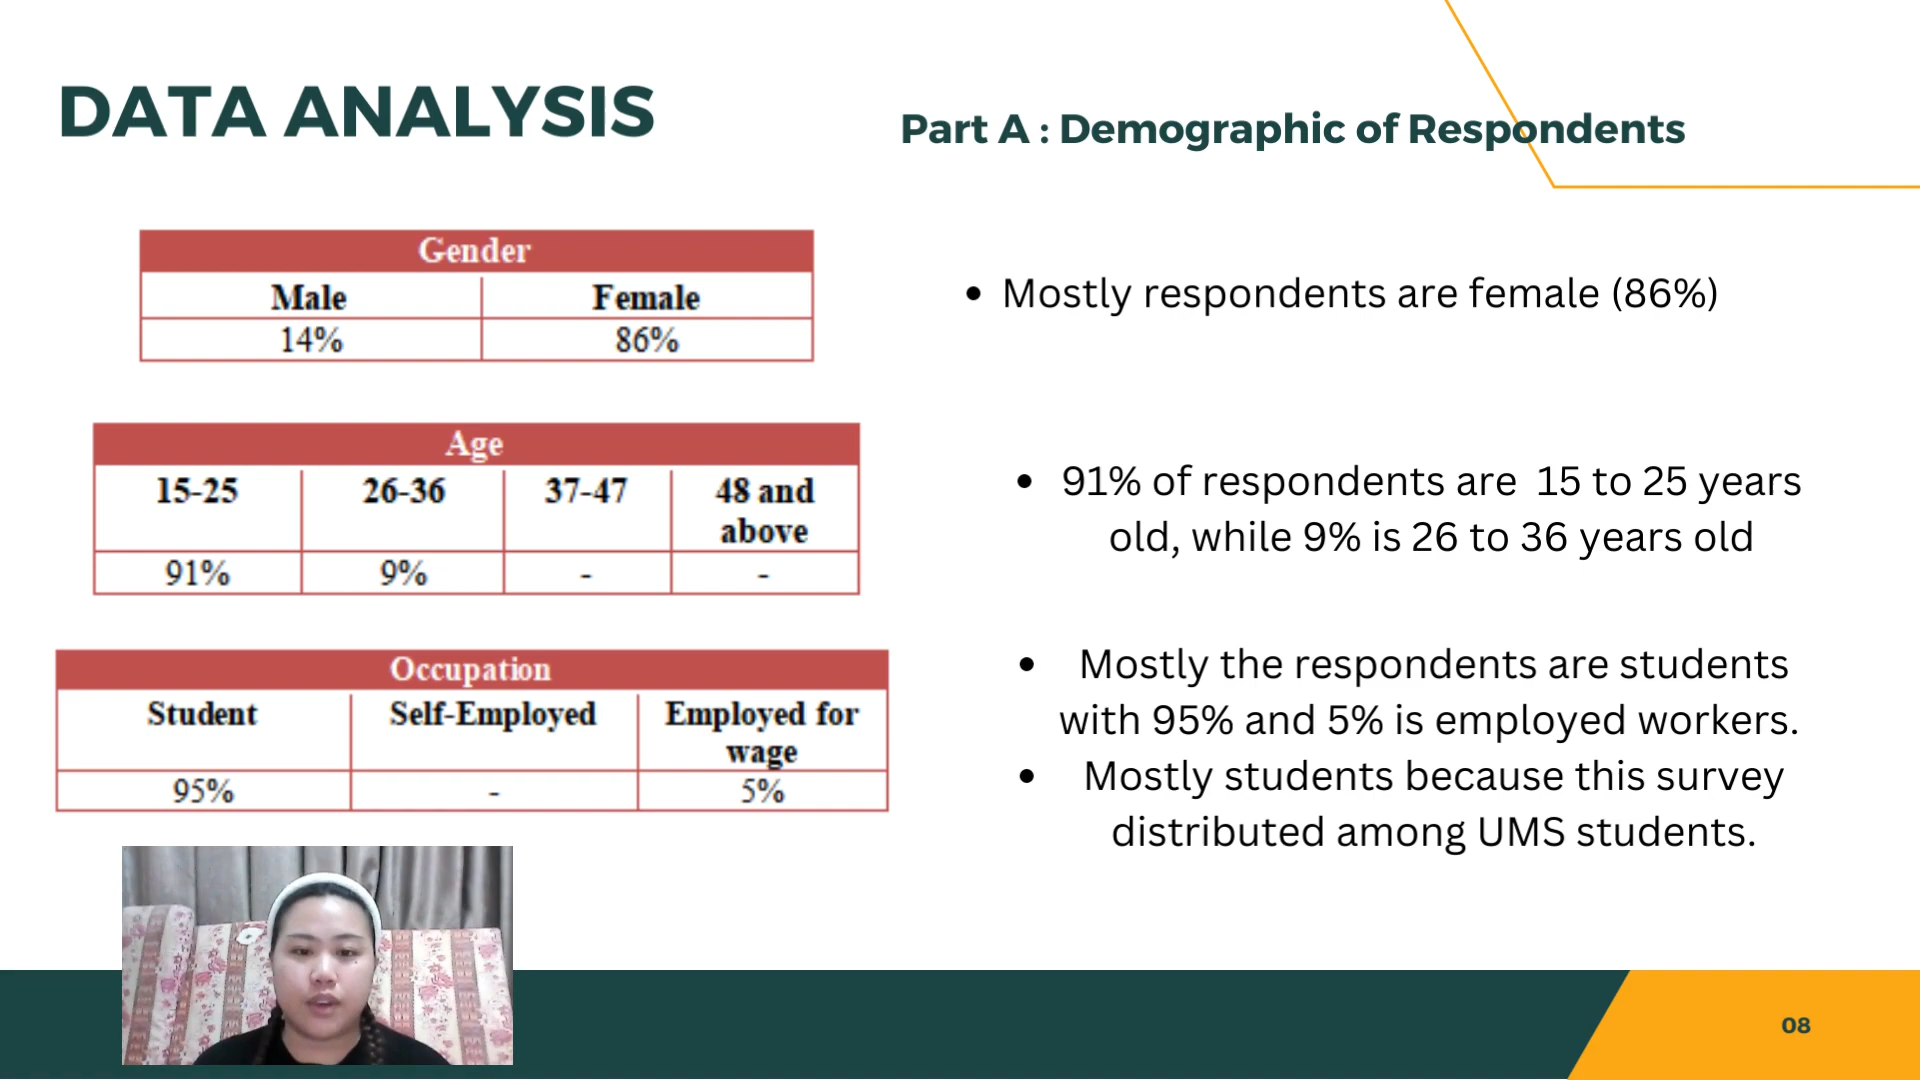 DATA ANALYSIS
Part A : Demographic of Respondents
Gender
Male Female
14% 86%
Age
15-25 26-36 37-47 48 and
above
91% 9% - -
Occupation
Student Self-Employed Employed for
wage
95% - 5%
• Mostly respondents are female (86%)
• 91% of respondents are 15 to 25 years
old, while 9% is 26 to 36 years old
• Mostly the respondents are students
with 95% and 5% is employed workers.
• Mostly students because this survey
distributed among UMS students.
08